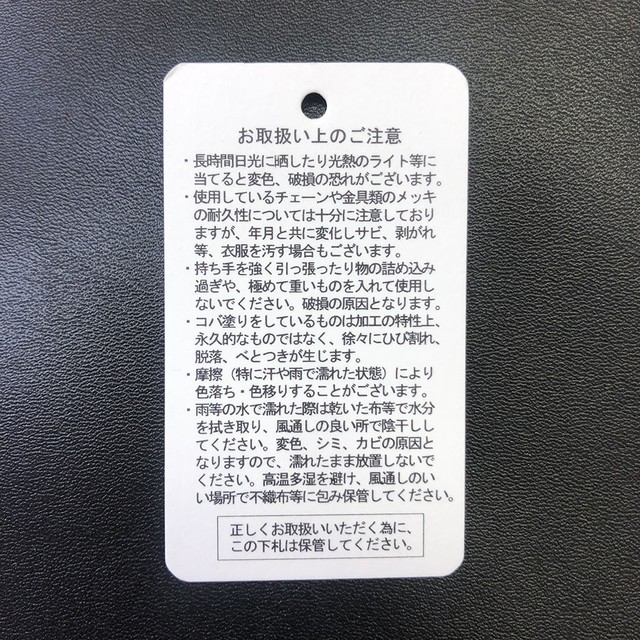 お取扱い上のご注意
・長時間日光に晒したり光熱のライト等に
当てると変色、破損の恐れがございます。
・使用しているチェーンや金具類のメッキ
の耐久性については十分に注意しており
ますが、年月と共に変化しサビ、剥がれ
等、衣服を汚す場合もございます。
・持ち手を強く引っ張ったり物の詰め込み
過ぎや、極めて重いものを入れて使用し
ないでください。破損の原因となります。
・コバ塗りをしているものは加工の特性上、
永久的なものではなく、徐々にひび割れ、
脱落、べとつきが生じます。
・摩擦（特に汗や雨で濡れた状態）により
色落ち・色移りすることがございます。
・雨等の水で濡れた際は乾いた布等で水分
を拭き取り、風通しの良い所で陰干しし
てください。変色、シミ、カビの原因と
なりますので、濡れたまま放置しないで
ください。高温多湿を避け、風通しのい
い場所で不織布等に包み保管してください。
正しくお取扱いいただく為に、
この下札は保管してください。